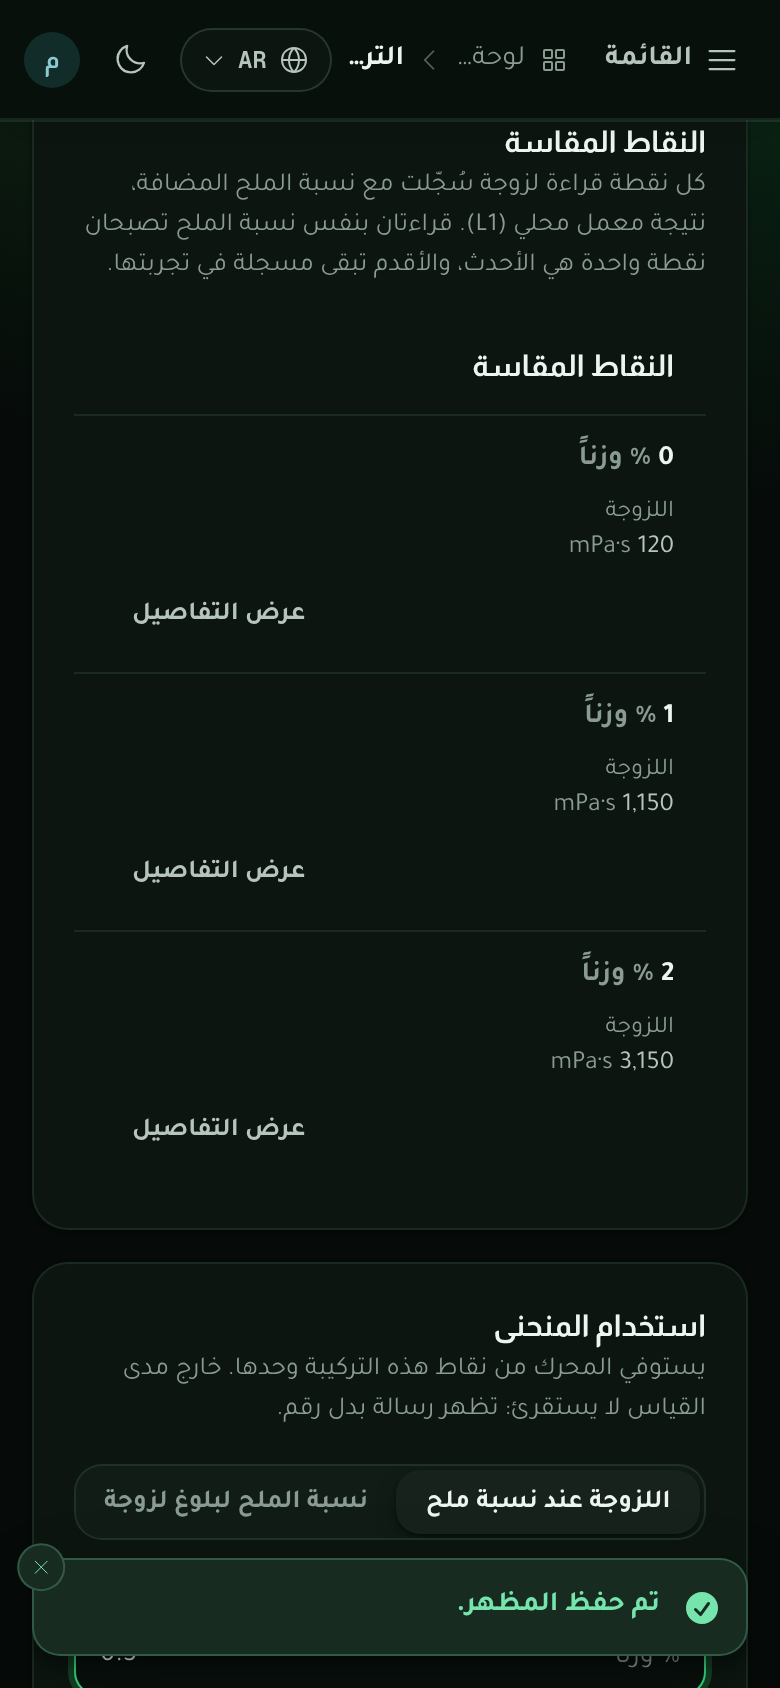 القائمة
لوحة...
التر...
AR
م
النقاط المقاسة
كل نقطة قراءة لزوجة سُجّلت مع نسبة الملح المضافة،
نتيجة معمل محلي (L1). قراءتان بنفس نسبة الملح تصبحان
نقطة واحدة هي الأحدث، والأقدم تبقى مسجلة في تجربتها.
النقاط المقاسة
0 % وزناً
اللزوجة
120 mPa·s
عرض التفاصيل
1 % وزناً
اللزوجة
1,150 mPa·s
عرض التفاصيل
2 % وزناً
اللزوجة
3,150 mPa·s
عرض التفاصيل
استخدام المنحنى
يستوفي المحرك من نقاط هذه التركيبة وحدها. خارج مدى
القياس لا يستقرئ: تظهر رسالة بدل رقم.
اللزوجة عند نسبة ملح
نسبة الملح لبلوغ لزوجة
تم حفظ المظهر.
% وزناً